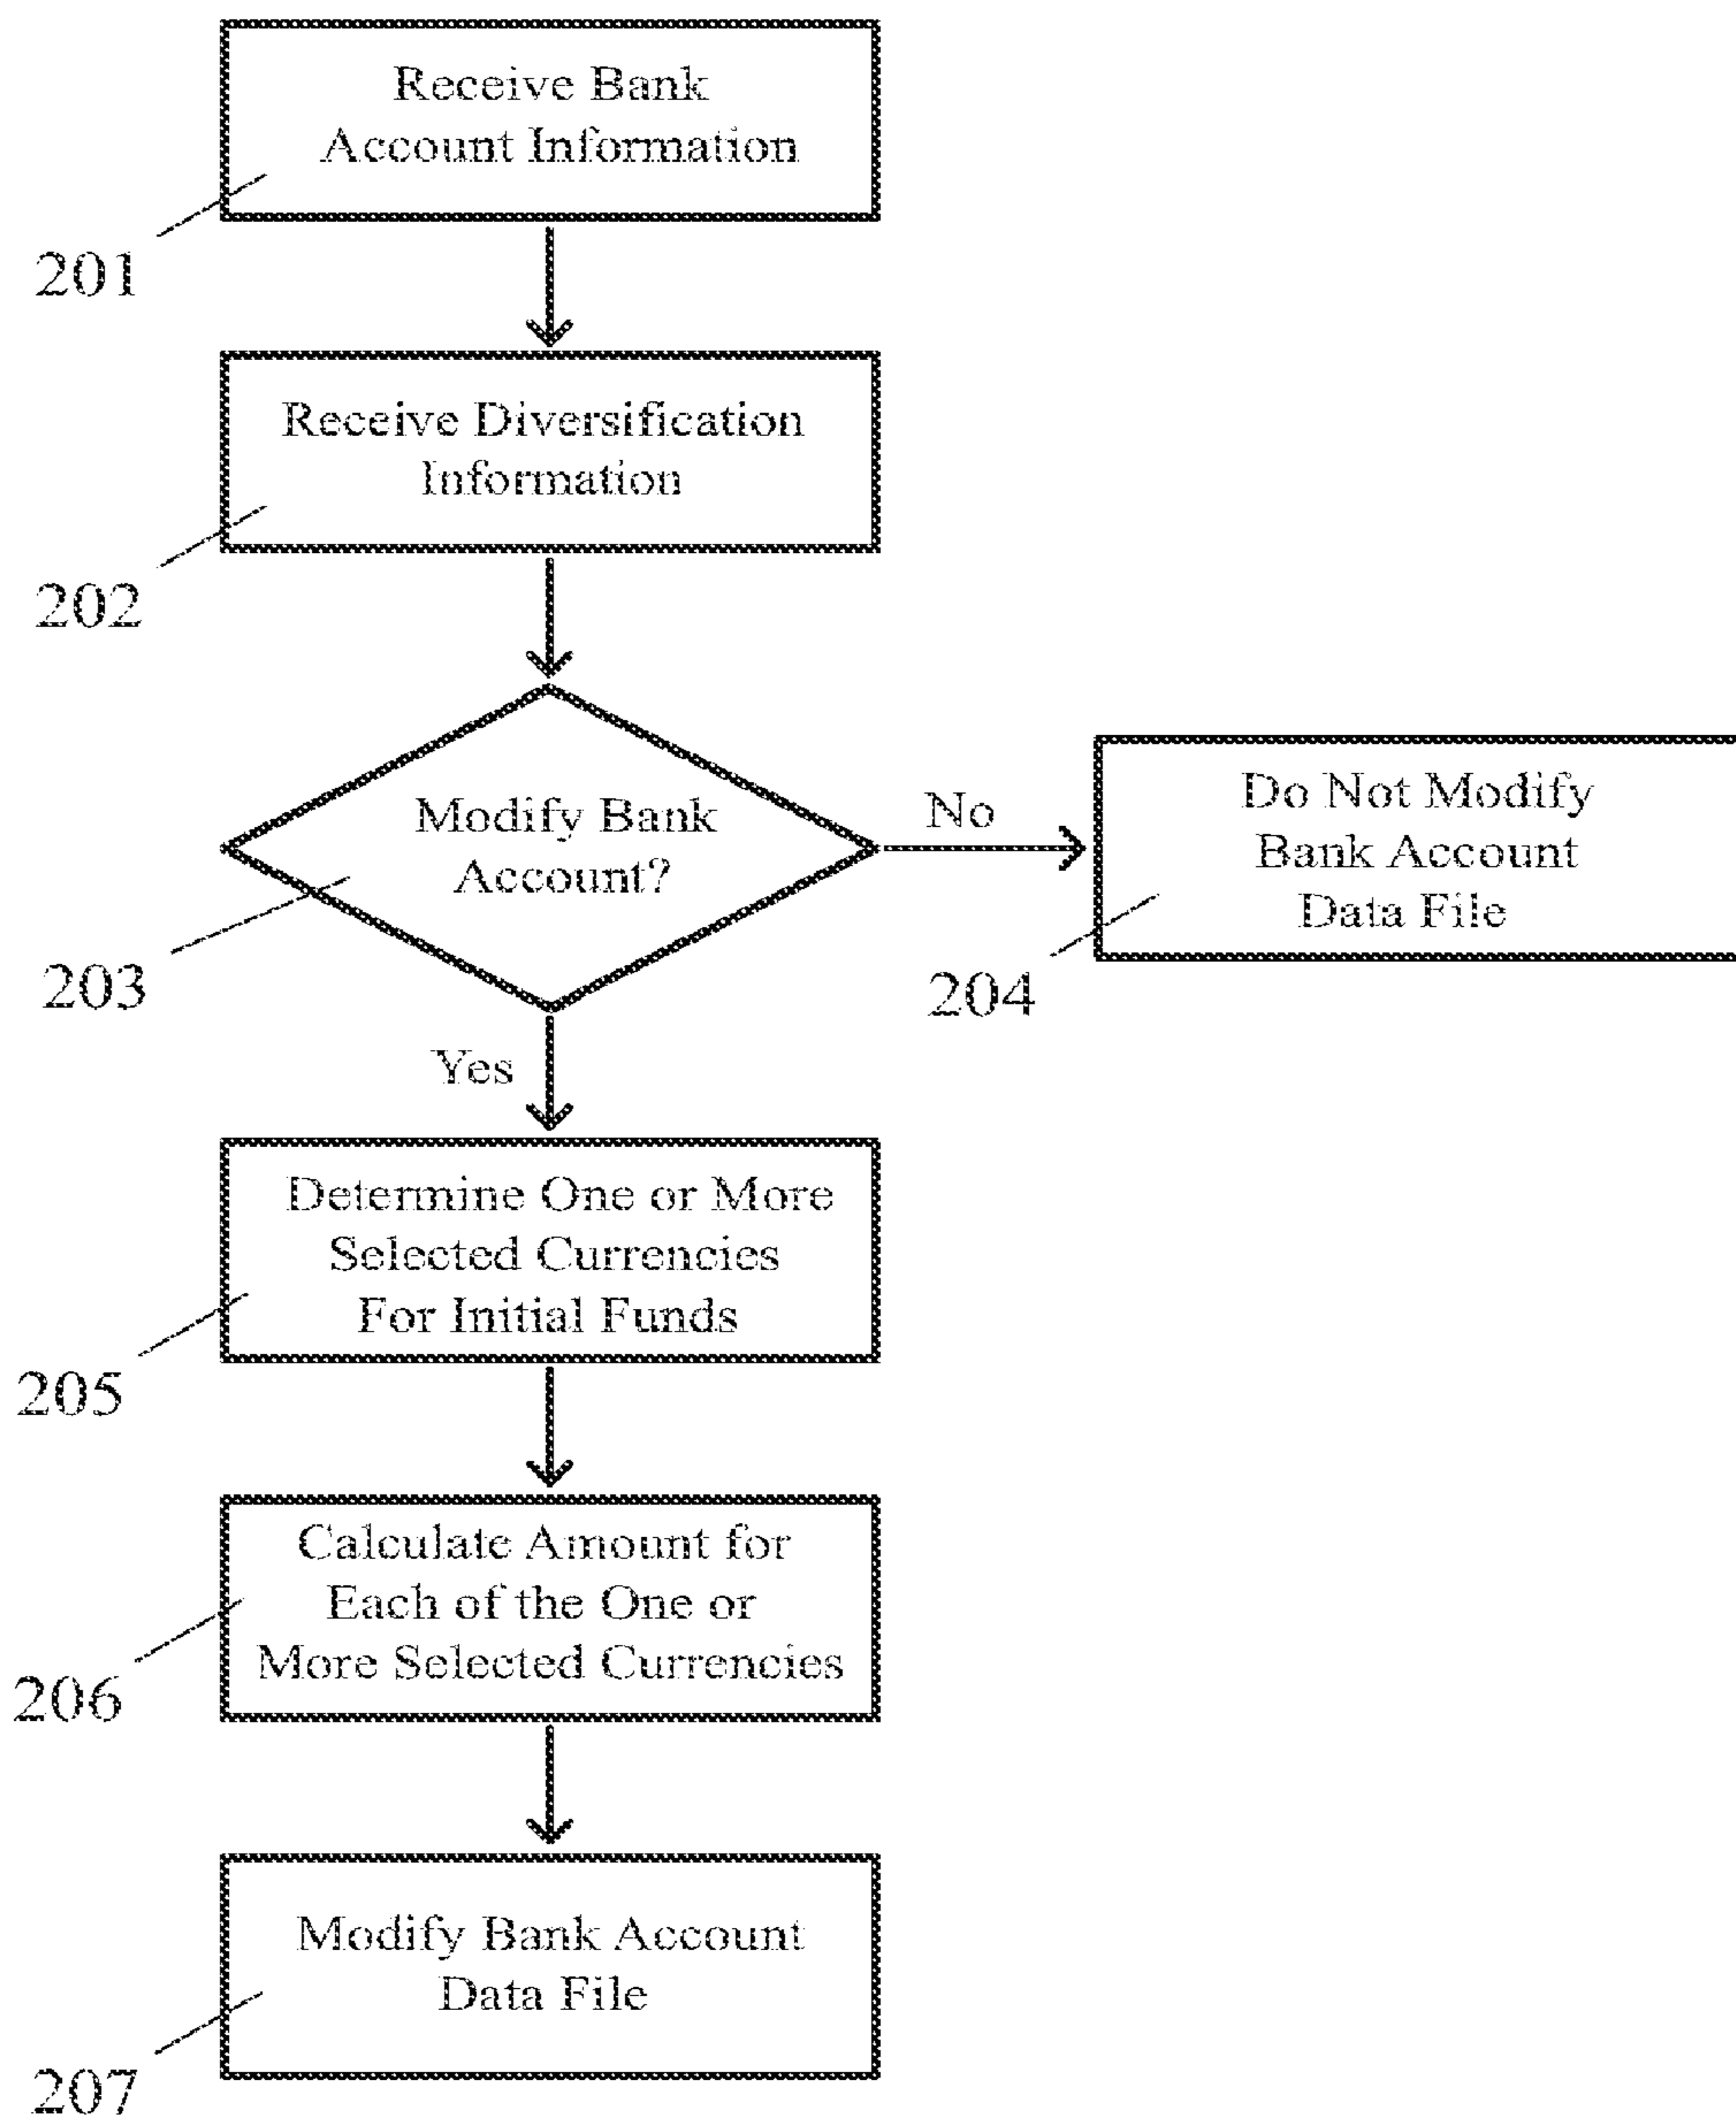 Receive Bank
Account Information
201
Receive Diversification
Information
202
Modify Bank
Account?
203
No
Do Not Modify
Bank Account
Data File
204
Yes
Determine One or More
Selected Currencies
For Initial Funds
205
Calculate Amount for
Each of the One or
More Selected Currencies
206
Modify Bank Account
Data File
207